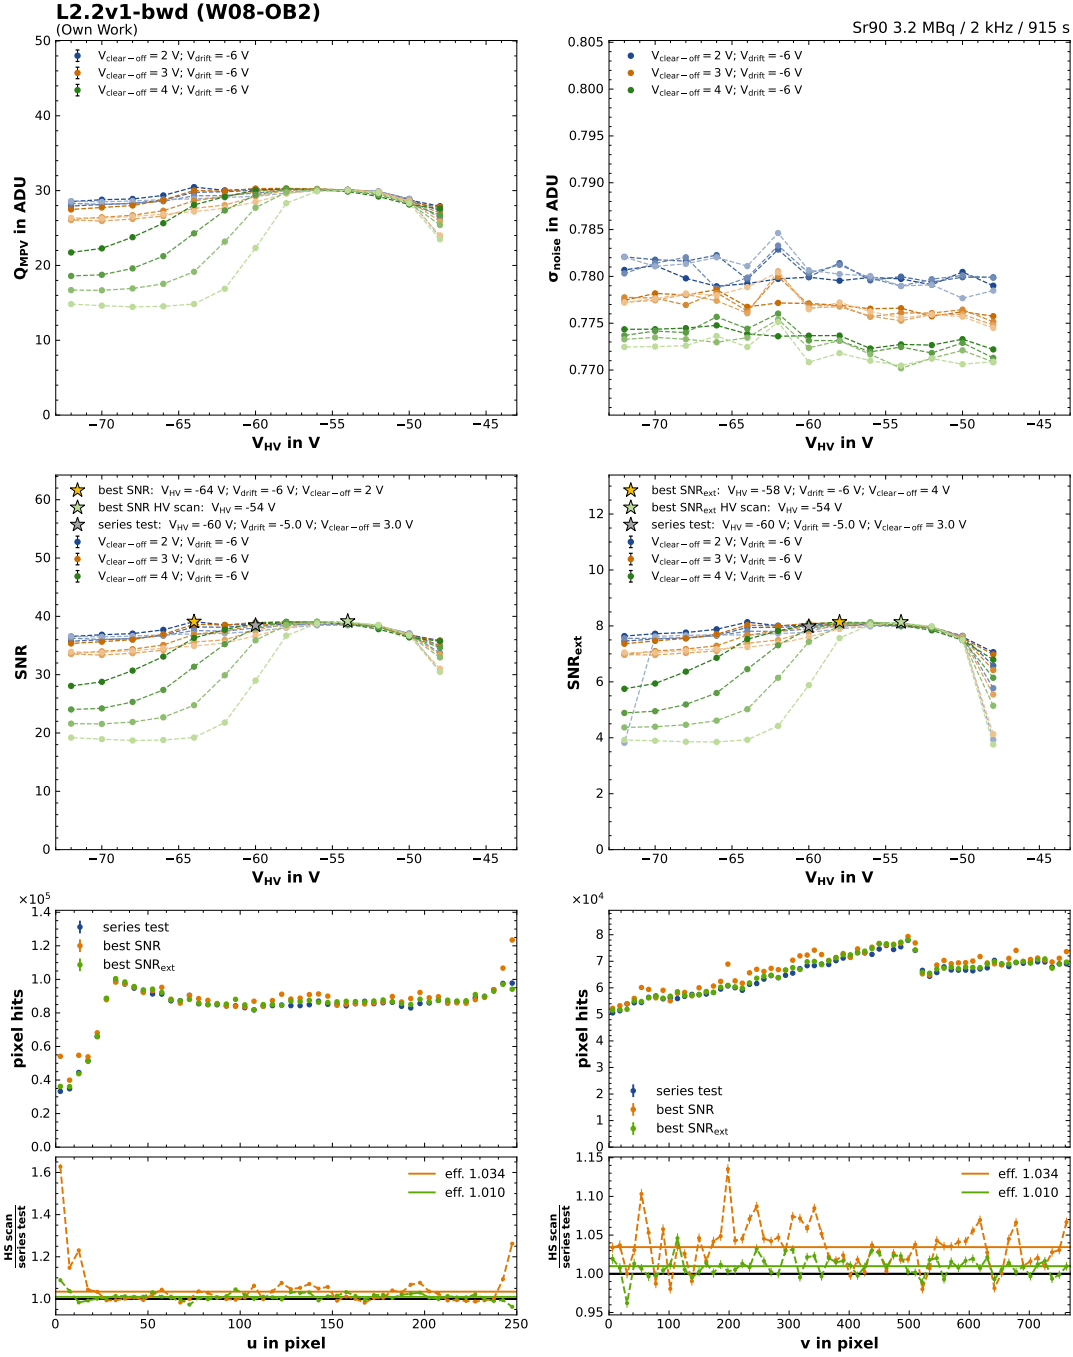 L2.2v1-bwd (W08-OB2)
(Own Work)
Sr90 3.2 MBq / 2 kHz / 915 s
V_clear−off = 2 V; V_drift = -6 V
V_clear−off = 3 V; V_drift = -6 V
V_clear−off = 4 V; V_drift = -6 V
50
40
30
20
10
0
Q_MPV in ADU
−70 −65 −60 −55 −50 −45
V_HV in V
V_clear−off = 2 V; V_drift = -6 V
V_clear−off = 3 V; V_drift = -6 V
V_clear−off = 4 V; V_drift = -6 V
0.805
0.800
0.795
0.790
0.785
0.780
0.775
0.770
σ_noise in ADU
−70 −65 −60 −55 −50 −45
V_HV in V
best SNR: V_HV = -64 V; V_drift = -6 V; V_clear−off = 2 V
best SNR HV scan: V_HV = -54 V
series test: V_HV = -60 V; V_drift = -5.0 V; V_clear−off = 3.0 V
V_clear−off = 2 V; V_drift = -6 V
V_clear−off = 3 V; V_drift = -6 V
V_clear−off = 4 V; V_drift = -6 V
60
50
40
30
20
10
0
SNR
−70 −65 −60 −55 −50 −45
V_HV in V
best SNR_ext: V_HV = -58 V; V_drift = -6 V; V_clear−off = 4 V
best SNR_ext HV scan: V_HV = -54 V
series test: V_HV = -60 V; V_drift = -5.0 V; V_clear−off = 3.0 V
V_clear−off = 2 V; V_drift = -6 V
V_clear−off = 3 V; V_drift = -6 V
V_clear−off = 4 V; V_drift = -6 V
12
10
8
6
4
2
0
SNR_ext
−70 −65 −60 −55 −50 −45
V_HV in V
×10⁵
1.4
1.2
1.0
0.8
0.6
0.4
0.2
0.0
pixel hits
series test
best SNR
best SNR_ext
×10⁴
8
7
6
5
4
3
2
1
0
pixel hits
series test
best SNR
best SNR_ext
1.6
1.4
1.2
1.0
HS scan
series test
eff. 1.034
eff. 1.010
0 50 100 150 200 250
u in pixel
1.15
1.10
1.05
1.00
0.95
HS scan
series test
eff. 1.034
eff. 1.010
0 100 200 300 400 500 600 700
v in pixel